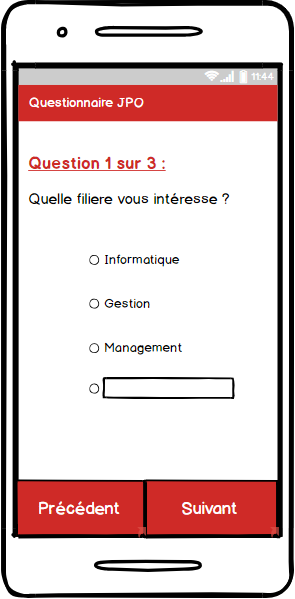 11:44
Questionnaire JPO
Question 1 sur 3 :
Quelle filiere vous intéresse ?
Informatique
Gestion
Management
Précédent
Suivant